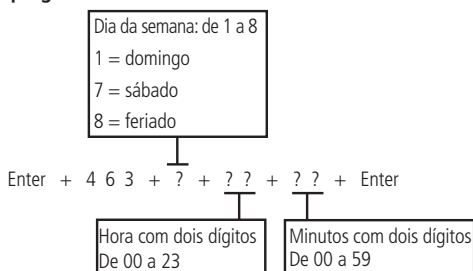 Dia da semana: de 1 a 8
1 = domingo
7 = sábado
8 = feriado
Enter + 4 6 3 + ? + ? ? + ? ? + Enter
Hora com dois dígitos
De 00 a 23
Minutos com dois dígitos
De 00 a 59